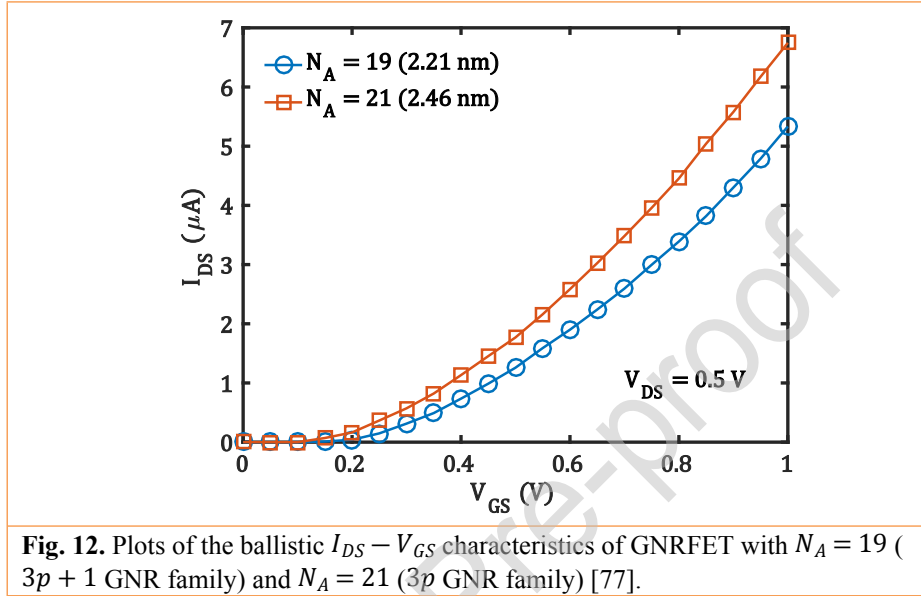 7
6
5
4
3
2
1
0
I_DS (μA)
N_A = 19 (2.21 nm)
N_A = 21 (2.46 nm)
V_DS = 0.5 V
0 0.2 0.4 0.6 0.8 1
V_GS (V)
Pre-proof
Fig. 12. Plots of the ballistic I_DS − V_GS characteristics of GNRFET with N_A = 19 (
3p + 1 GNR family) and N_A = 21 (3p GNR family) [77].